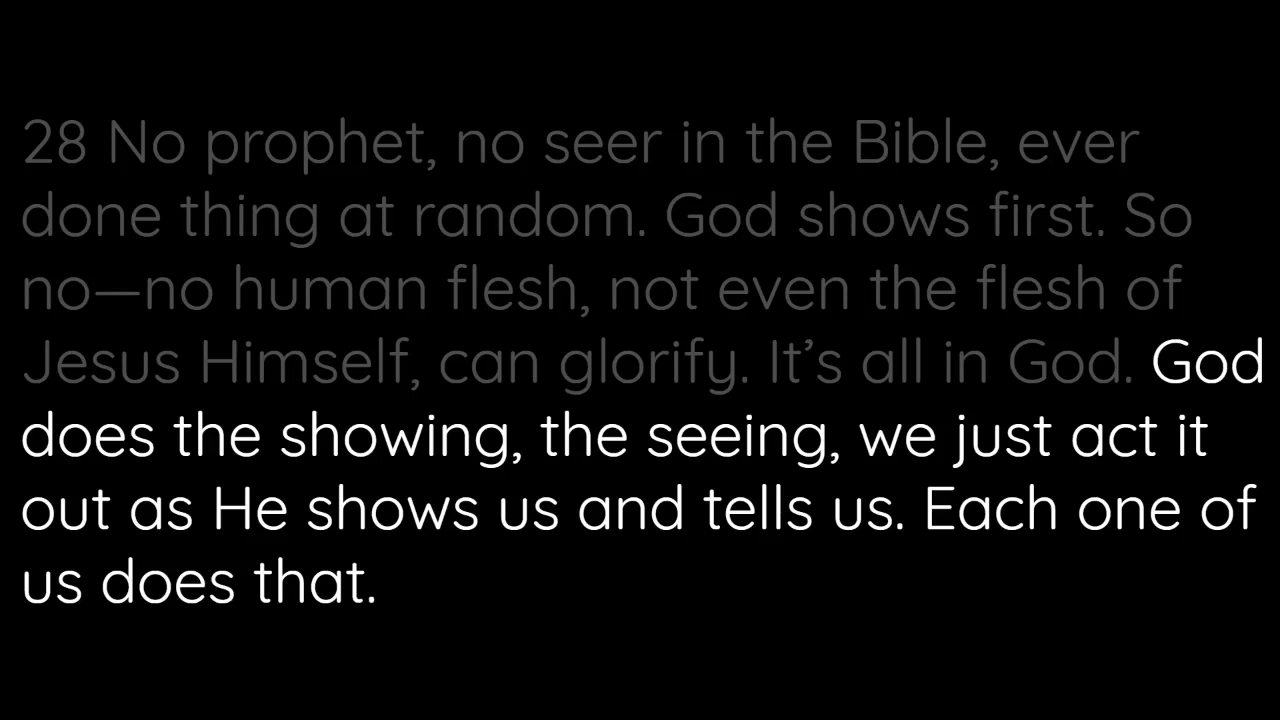 28 No prophet, no seer in the Bible, ever
done thing at random. God shows first. So
no—no human flesh, not even the flesh of
Jesus Himself, can glorify. It’s all in God. God
does the showing, the seeing, we just act it
out as He shows us and tells us. Each one of
us does that.